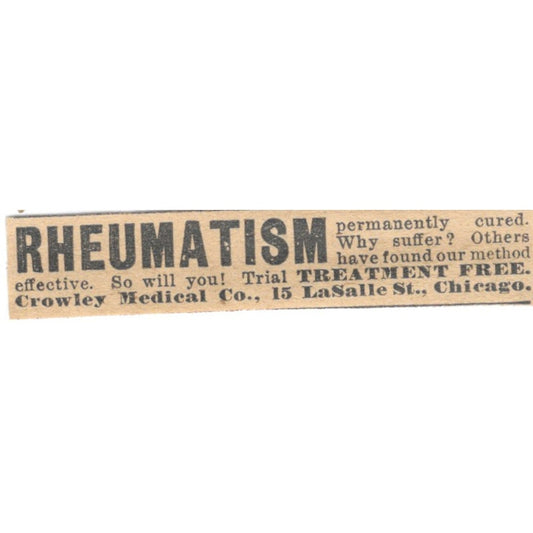 RHEUMATISM permanently cured.
Why suffer? Others
have found our method
effective. So will you! Trial TREATMENT FREE.
Crowley Medical Co., 15 LaSalle St., Chicago.